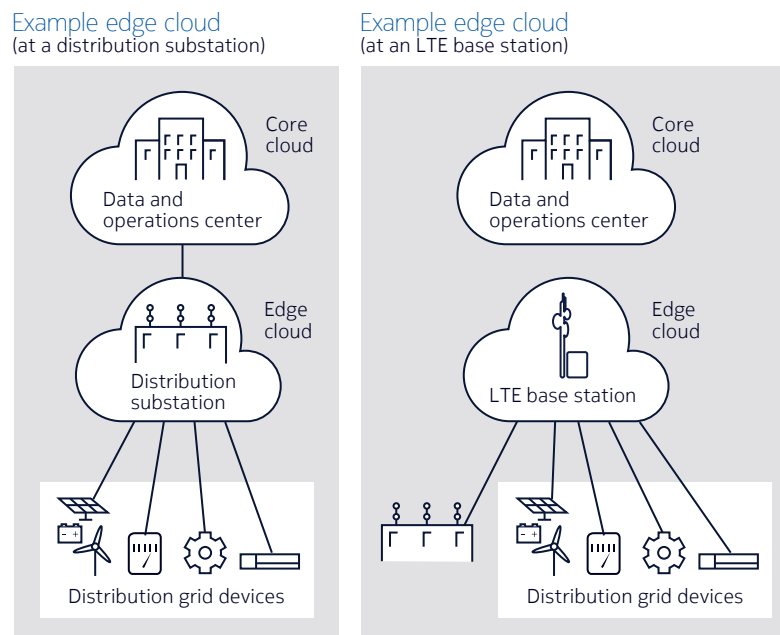 Example edge cloud
(at a distribution substation)
Core
cloud
Data and
operations center
Edge
cloud
Distribution
substation
Distribution grid devices
Example edge cloud
(at an LTE base station)
Core
cloud
Data and
operations center
Edge
cloud
LTE base station
Distribution grid devices